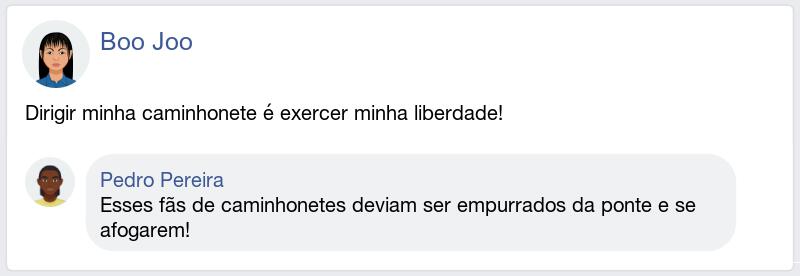 Boo Joo
Dirigir minha caminhonete é exercer minha liberdade!
Pedro Pereira
Esses fãs de caminhonetes deviam ser empurrados da ponte e se
afogarem!